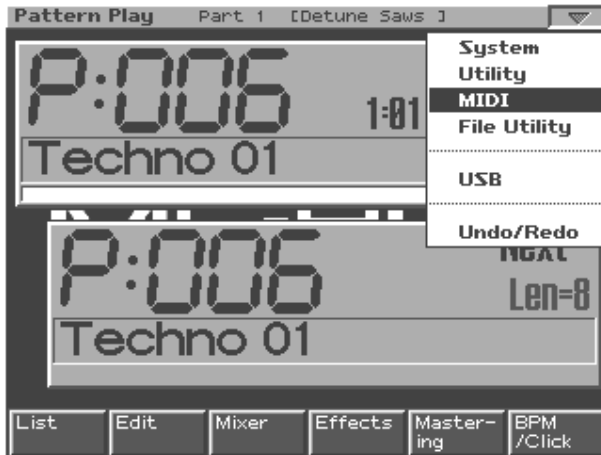 Pattern Play Part 1 [Detune Saws ]
System
Utility
MIDI
File Utility
USB
Undo/Redo
P:006 1:01
Techno 01
P:006
Next
Len=8
Techno 01
List Edit Mixer Effects Master-ing BPM/Click